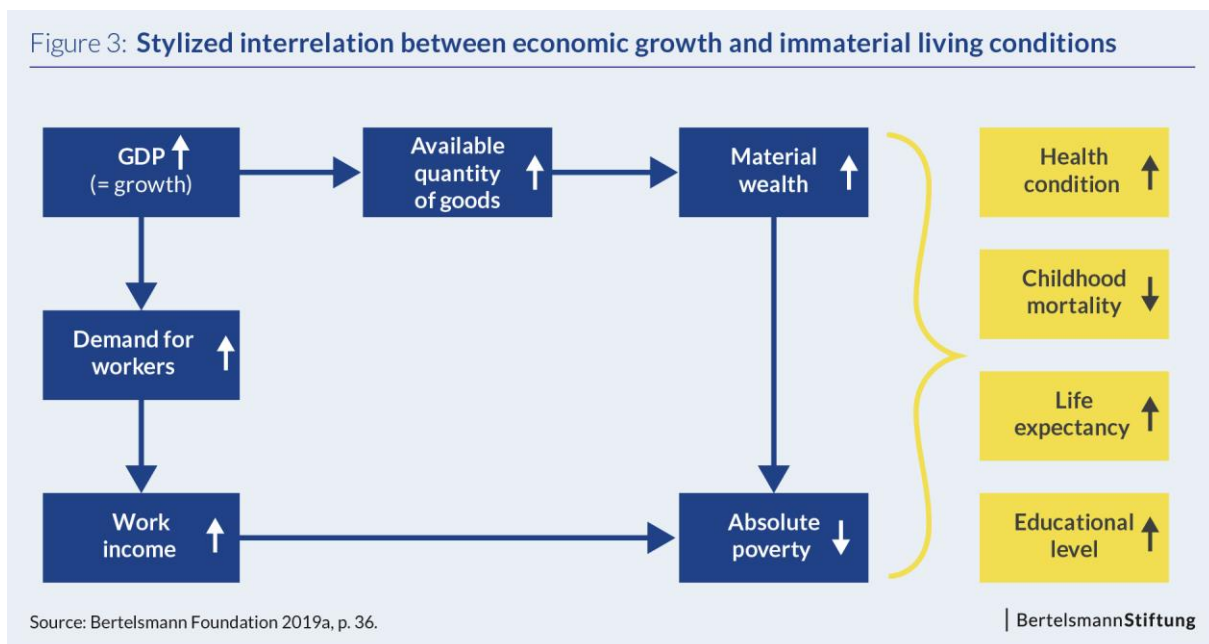 Figure 3: Stylized interrelation between economic growth and immaterial living conditions
GDP
(= growth)
Available
quantity
of goods
Material
wealth
Health
condition
Childhood
mortality
Demand for
workers
Life
expectancy
Work
income
Absolute
poverty
Educational
level
Source: Bertelsmann Foundation 2019a, p. 36.
BertelsmannStiftung